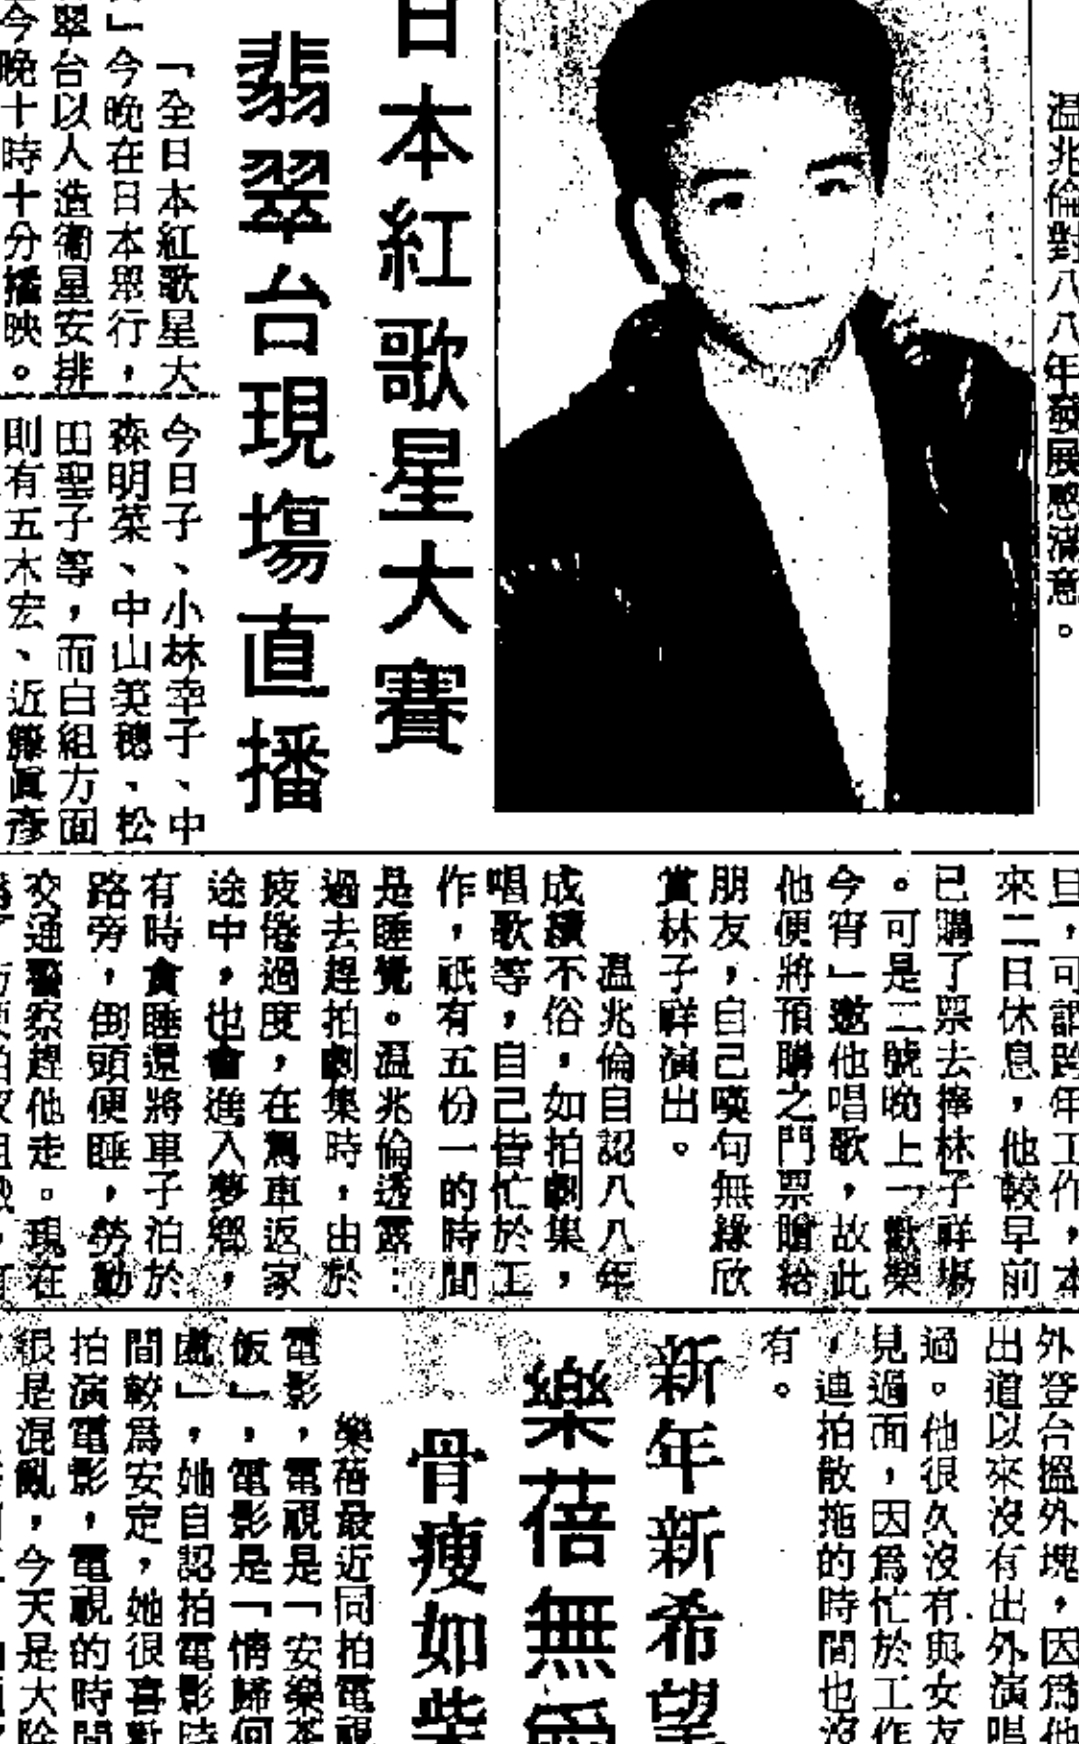 温兆倫對八八年發展感滿意。
日本紅歌星大賽
翡翠台現塲直播
「全日本紅歌星大
」今晚在日本舉行，
翠台以人造衞星安排
今晚十時十分播映。
今日子、小林幸子、中
森明菜、中山美穗、松
田聖子等，而白組方面
則有五木宏、近籐眞彥
旦，可謂跨年工作，本
來二日休息，他較早前
已購了票去捧林子祥塲
。可是二號晚上「歡樂
今宵」邀他唱歌，故此
他便將預購之門票贈給
朋友，自己嘆句無緣欣
賞林子祥演出。
温兆倫自認八八年
成績不俗，如拍劇集，
唱歌等，自己皆忙於工
作，祇有五份一的時間
是睡覺。温兆倫透露：
過去趕拍劇集時，由於
疲倦過度，在駕車返家
途中，也會進入夢鄉，
有時貪睡還將車子泊於
路旁，倒頭便睡，勞動
交通警察趕他走。現在
外登台搵外塊，因爲他
出道以來沒有出外演唱
過。他很久沒有與女友
見過面，因爲忙於工作
，連拍散拖的時間也沒
有。
新年新希望
樂蓓無
骨瘦如柴
樂蓓最近同拍電視
電影，電視是「安樂茶
飯」，電影是「情歸何
處」，她自認拍電影時
間較爲安定，她很喜歡
拍演電影，電視的時間
很是混亂，今天是大除